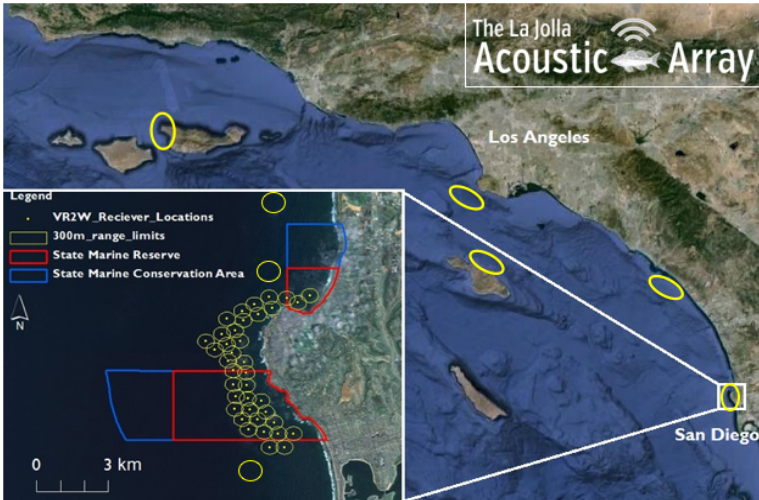 The La Jolla
Acoustic Array
Los Angeles
Legend
VR2W_Reciever_Locations
300m_range_limits
State Marine Reserve
State Marine Conservation Area
N
0 3 km
San Diego